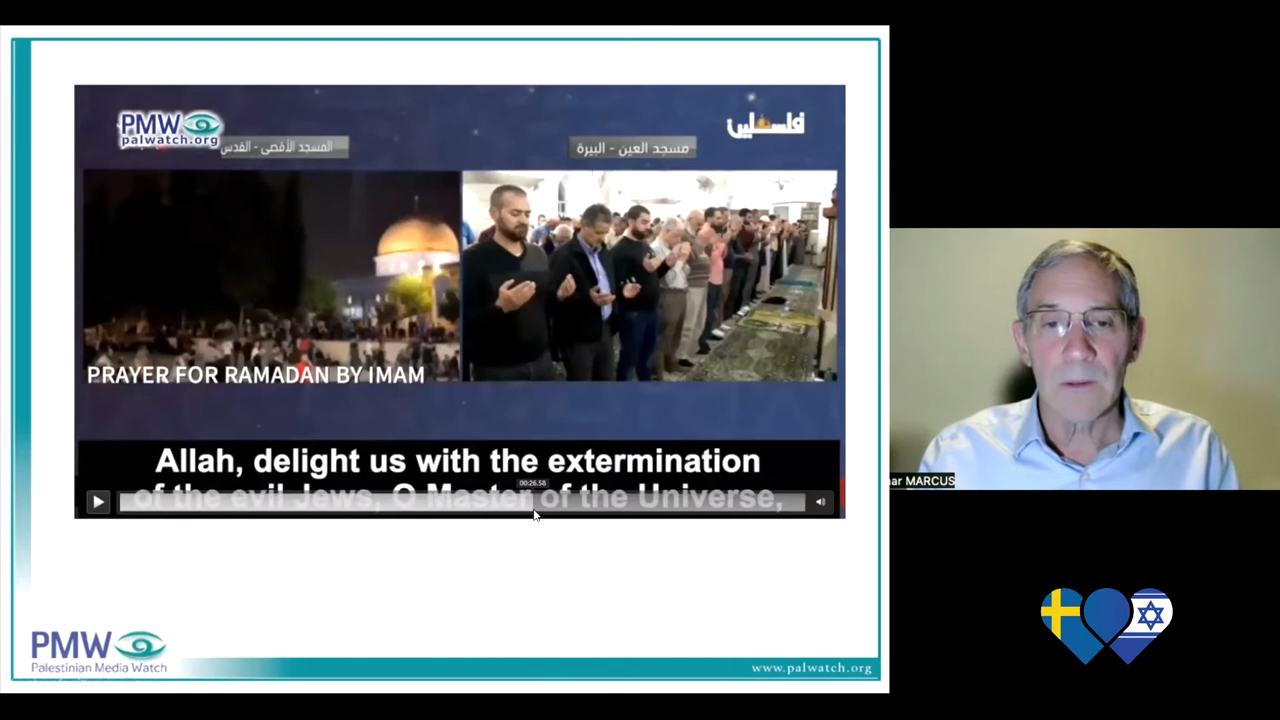 PMW
palwatch.org
فلسطين
المسجد الأقصى - القدس
مسجد العين - البيرة
PRAYER FOR RAMADAN BY IMAM
Allah, delight us with the extermination
00:26.58
of the evil Jews, O Master of the Universe,
ar MARCUS
PMW
Palestinian Media Watch
www.palwatch.org